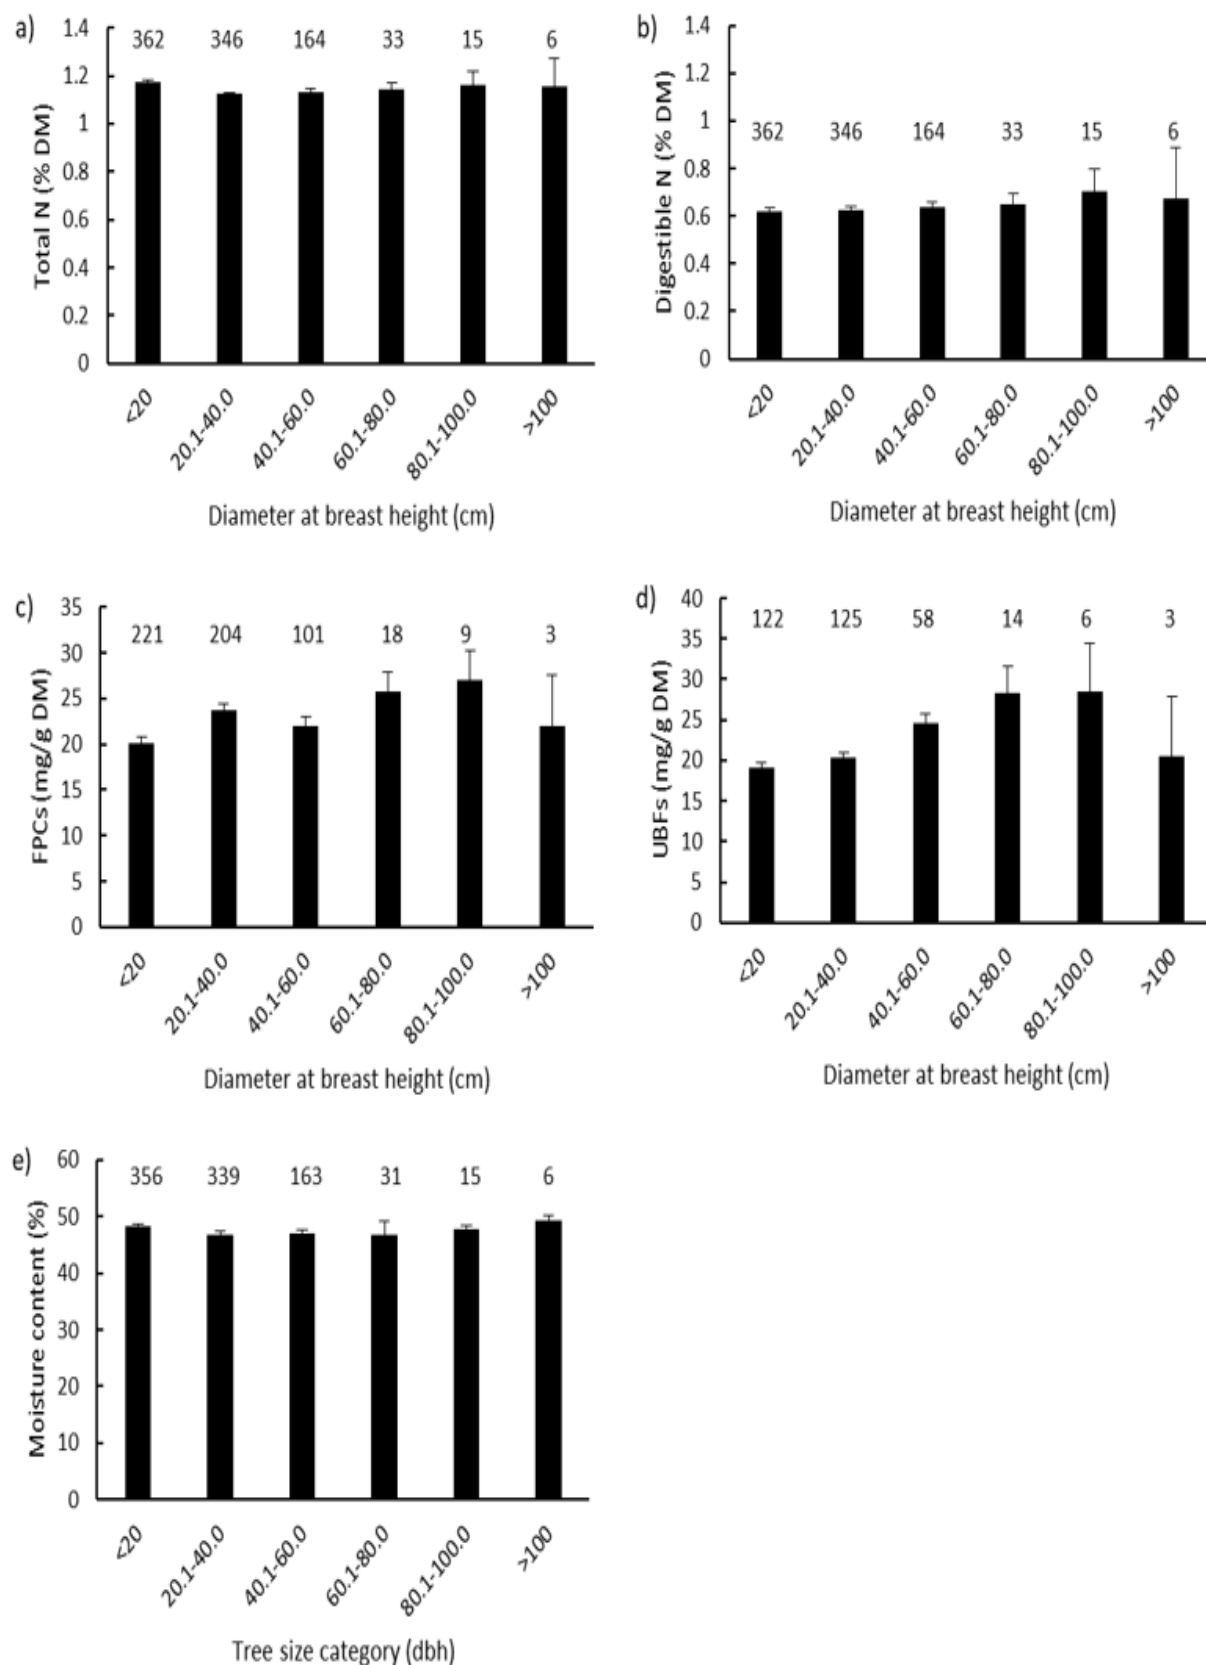 a)
Total N (% DM)
1.4
1.2
1
0.8
0.6
0.4
0.2
0
362 346 164 33 15 6
<20 20.1-40.0 40.1-60.0 60.1-80.0 80.1-100.0 >100
Diameter at breast height (cm)
b)
Digestible N (% DM)
1.4
1.2
1
0.8
0.6
0.4
0.2
0
362 346 164 33 15 6
<20 20.1-40.0 40.1-60.0 60.1-80.0 80.1-100.0 >100
Diameter at breast height (cm)
c)
FPCs (mg/g DM)
35
30
25
20
15
10
5
0
221 204 101 18 9 3
<20 20.1-40.0 40.1-60.0 60.1-80.0 80.1-100.0 >100
Diameter at breast height (cm)
d)
UBFs (mg/g DM)
40
35
30
25
20
15
10
5
0
122 125 58 14 6 3
<20 20.1-40.0 40.1-60.0 60.1-80.0 80.1-100.0 >100
Diameter at breast height (cm)
e)
Moisture content (%)
60
50
40
30
20
10
0
356 339 163 31 15 6
<20 20.1-40.0 40.1-60.0 60.1-80.0 80.1-100.0 >100
Tree size category (dbh)